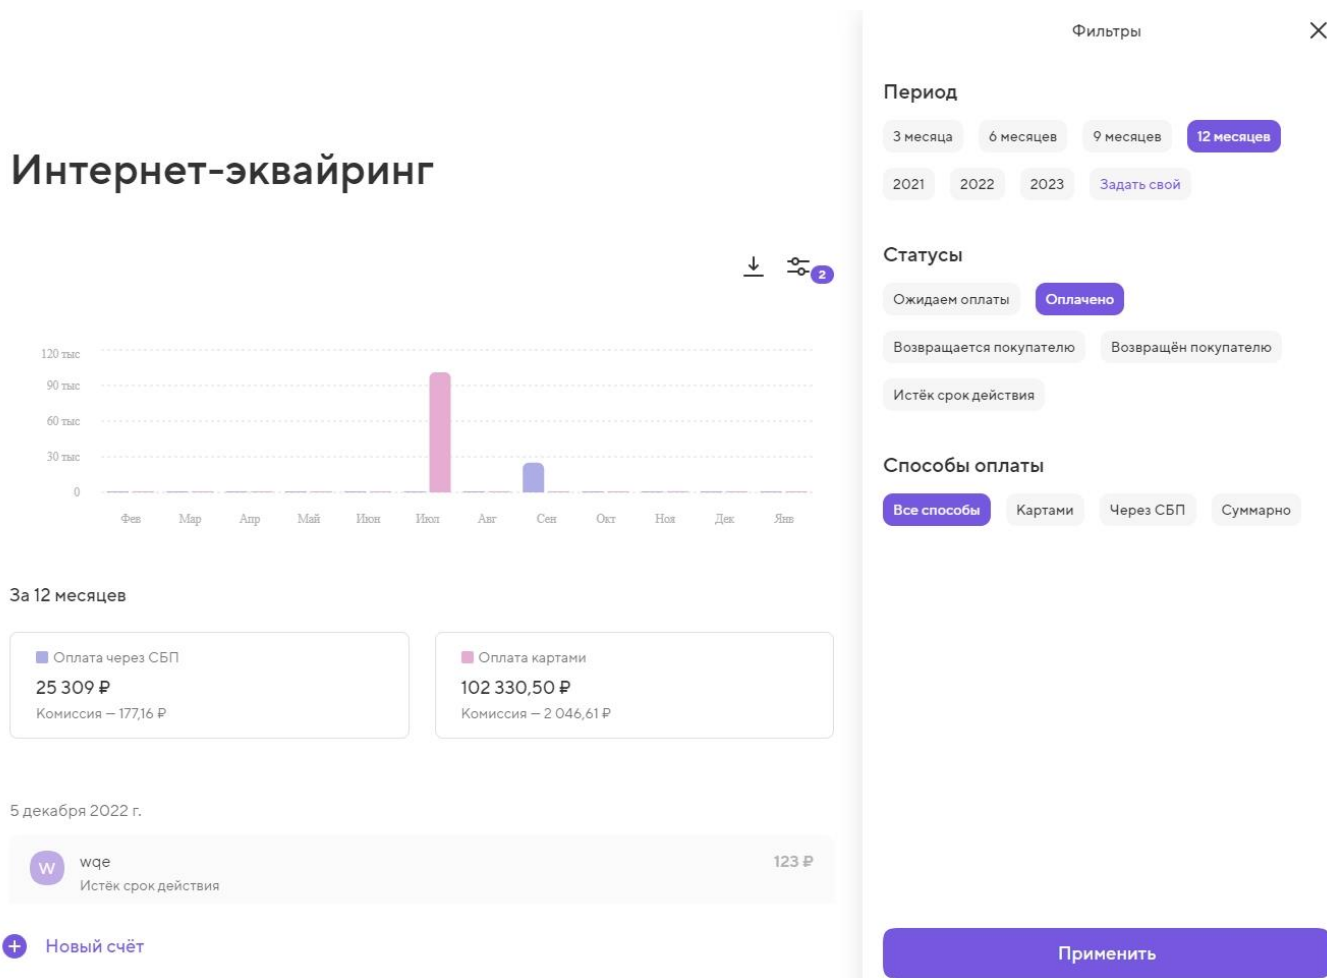 Интернет-эквайринг
2
120 тыс
90 тыс
60 тыс
30 тыс
0
Фев Мар Апр Май Июн Июл Авг Сен Окт Ноя Дек Янв
За 12 месяцев
Оплата через СБП
25 309 ₽
Комиссия – 177,16 ₽
Оплата картами
102 330,50 ₽
Комиссия – 2 046,61 ₽
5 декабря 2022 г.
W
wqe
123 ₽
Истёк срок действия
Новый счёт
Фильтры
Период
3 месяца 6 месяцев 9 месяцев 12 месяцев
2021 2022 2023 Задать свой
Статусы
Ожидаем оплаты Оплачено
Возвращается покупателю Возвращён покупателю
Истёк срок действия
Способы оплаты
Все способы Картами Через СБП Суммарно
Применить